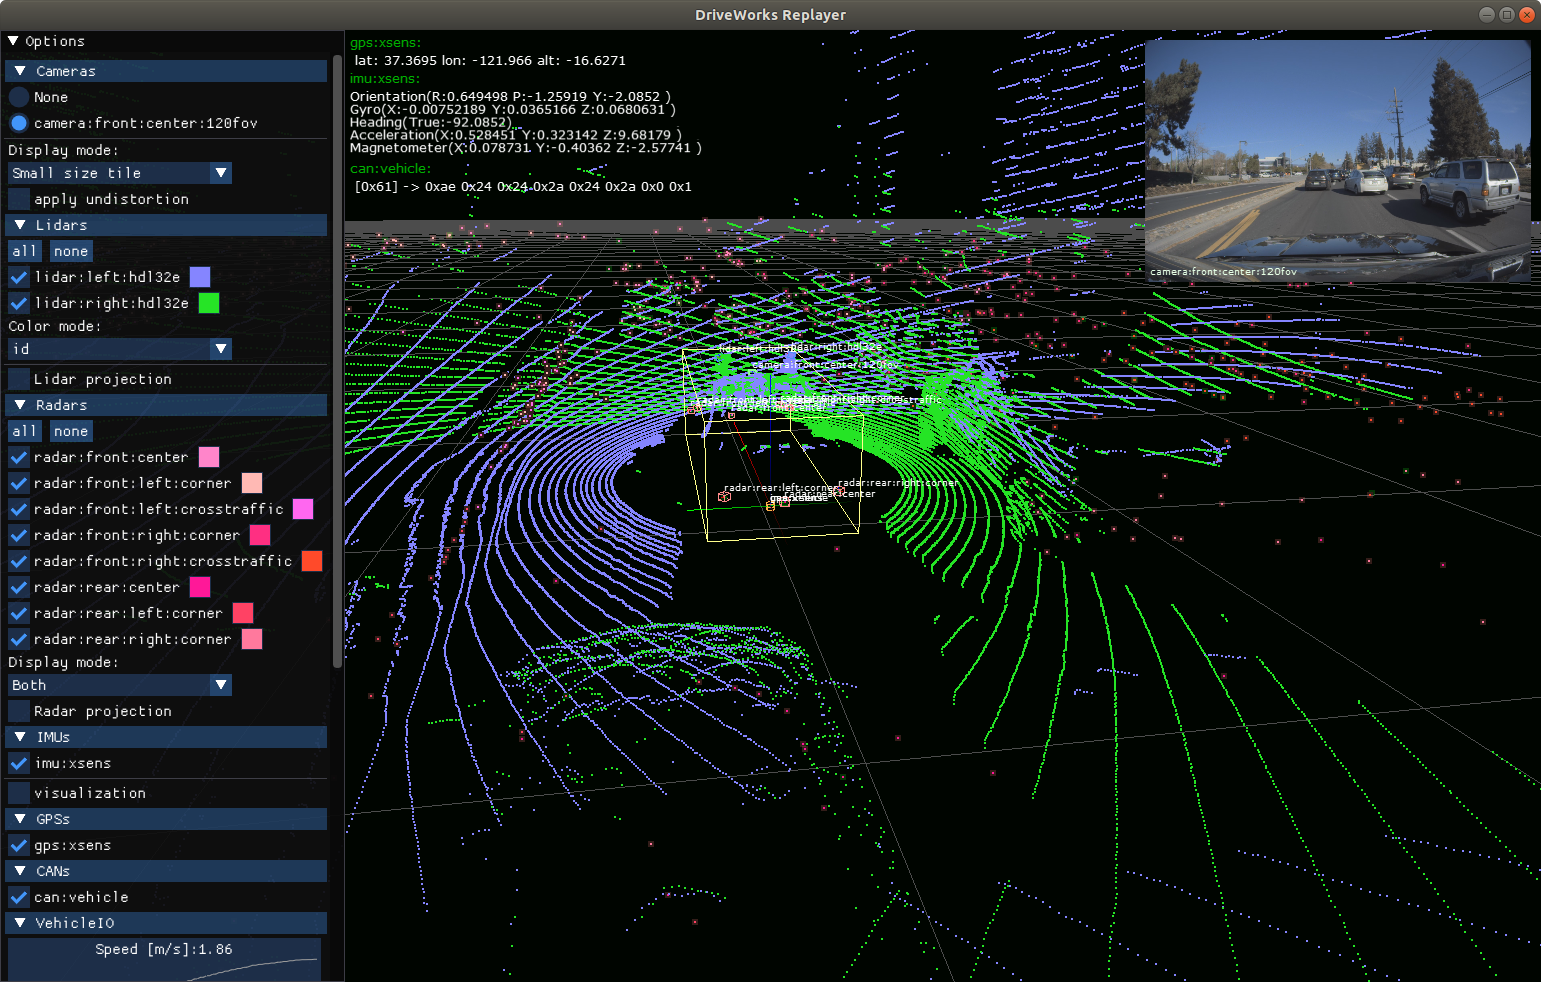 DriveWorks Replayer
Options
Cameras
None
camera:front:center:120fov
Display mode:
Small size tile
apply undistortion
Lidars
all none
lidar:left:hdl32e
lidar:right:hdl32e
Color mode:
id
Lidar projection
Radars
all none
radar:front:center
radar:front:left:corner
radar:front:left:crosstraffic
radar:front:right:corner
radar:front:right:crosstraffic
radar:rear:center
radar:rear:left:corner
radar:rear:right:corner
Display mode:
Both
Radar projection
IMUs
imu:xsens
visualization
GPSs
gps:xsens
CANs
can:vehicle
VehicleIO
Speed [m/s]:1.86
gps:xsens:
lat: 37.3695 lon: -121.966 alt: -16.6271
imu:xsens:
Orientation(R:0.649498 P:-1.25919 Y:-2.0852 )
Gyro(X:-0.00752189 Y:0.0365166 Z:0.0680631 )
Heading(True:-92.0852)
Acceleration(X:0.528451 Y:0.323142 Z:9.68179 )
Magnetometer(X:0.078731 Y:-0.40362 Z:-2.57741 )
can:vehicle:
[0x61] -> 0xae 0x24 0x24 0x2a 0x24 0x2a 0x0 0x1
camera:front:center:120fov
camera:front:center:120fov
radar:front:center
radar:rear:left:corner
radar:rear:right:corner
radar:rear:center